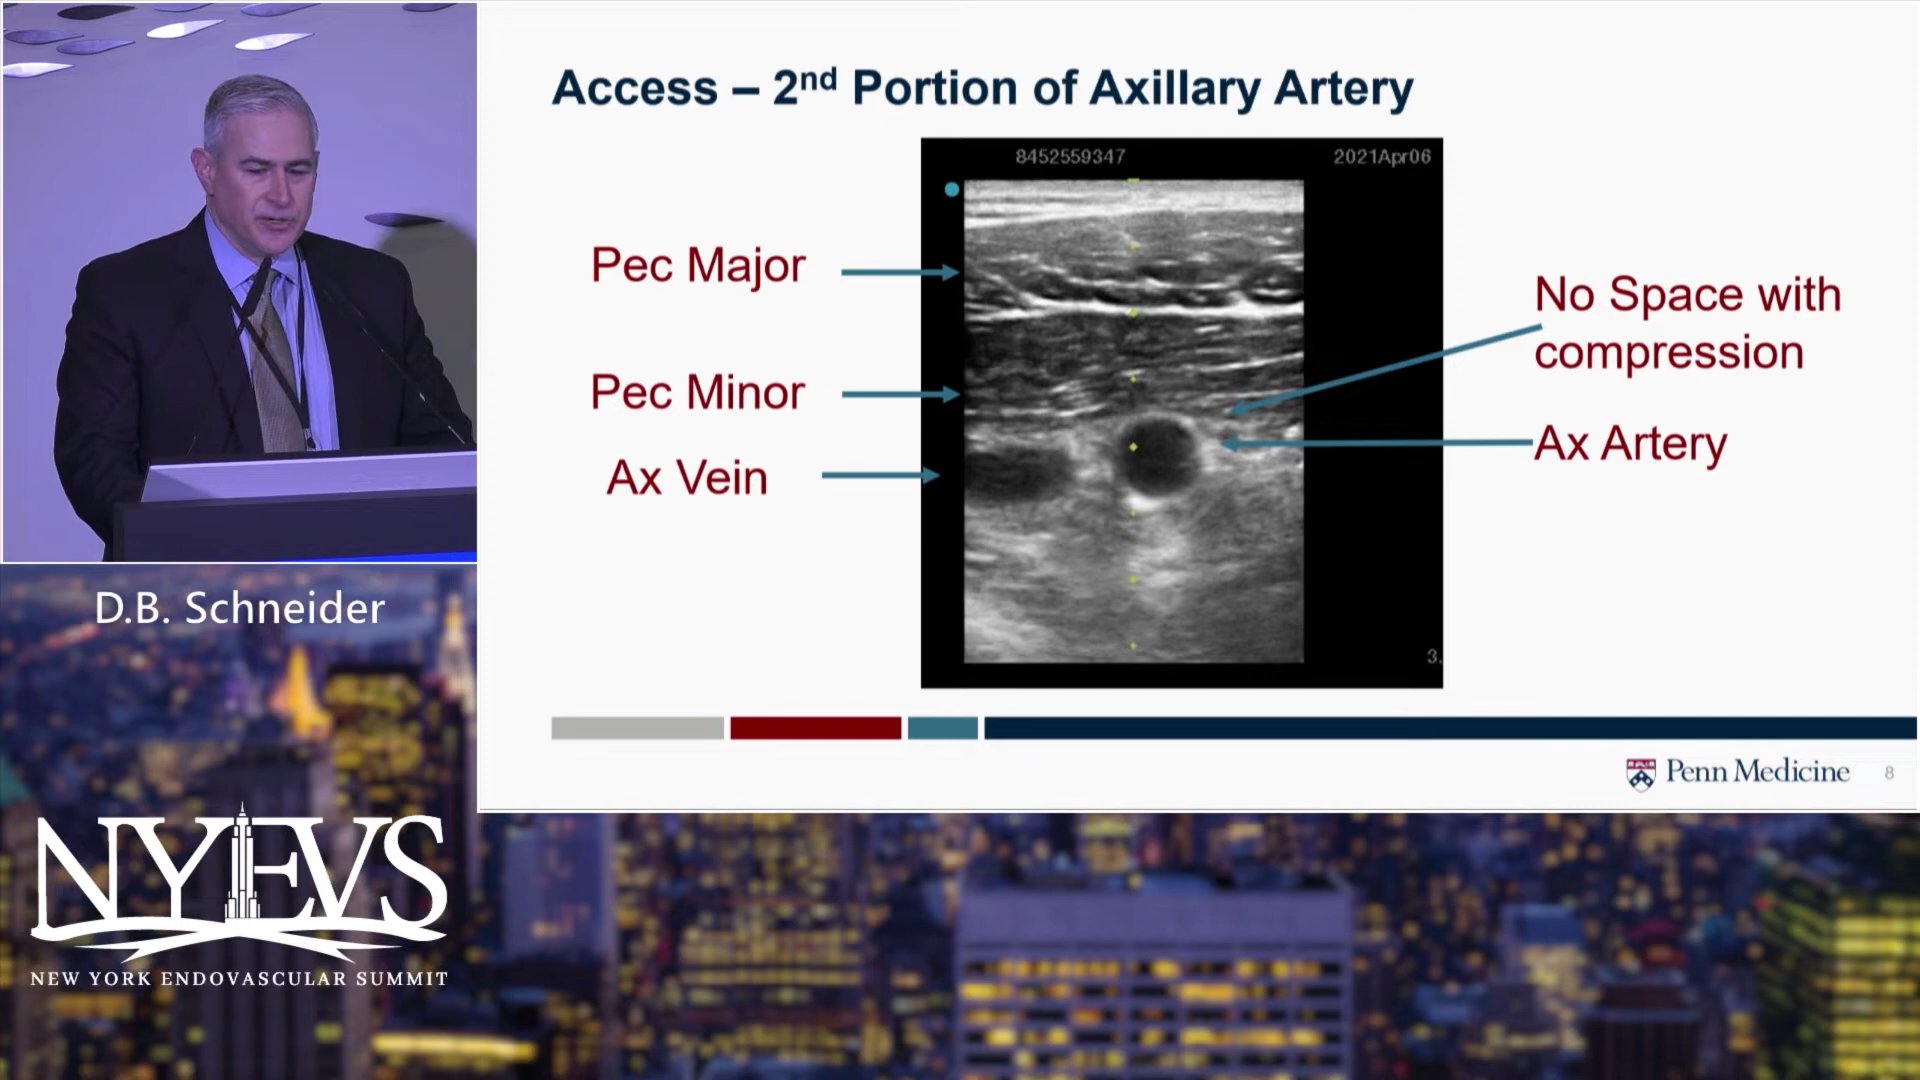 Access – 2nd Portion of Axillary Artery
8452559347
2021Apr06
Pec Major
Pec Minor
Ax Vein
No Space with
compression
Ax Artery
3.
Penn Medicine
8
D.B. Schneider
NYEVS
NEW YORK ENDOVASCULAR SUMMIT